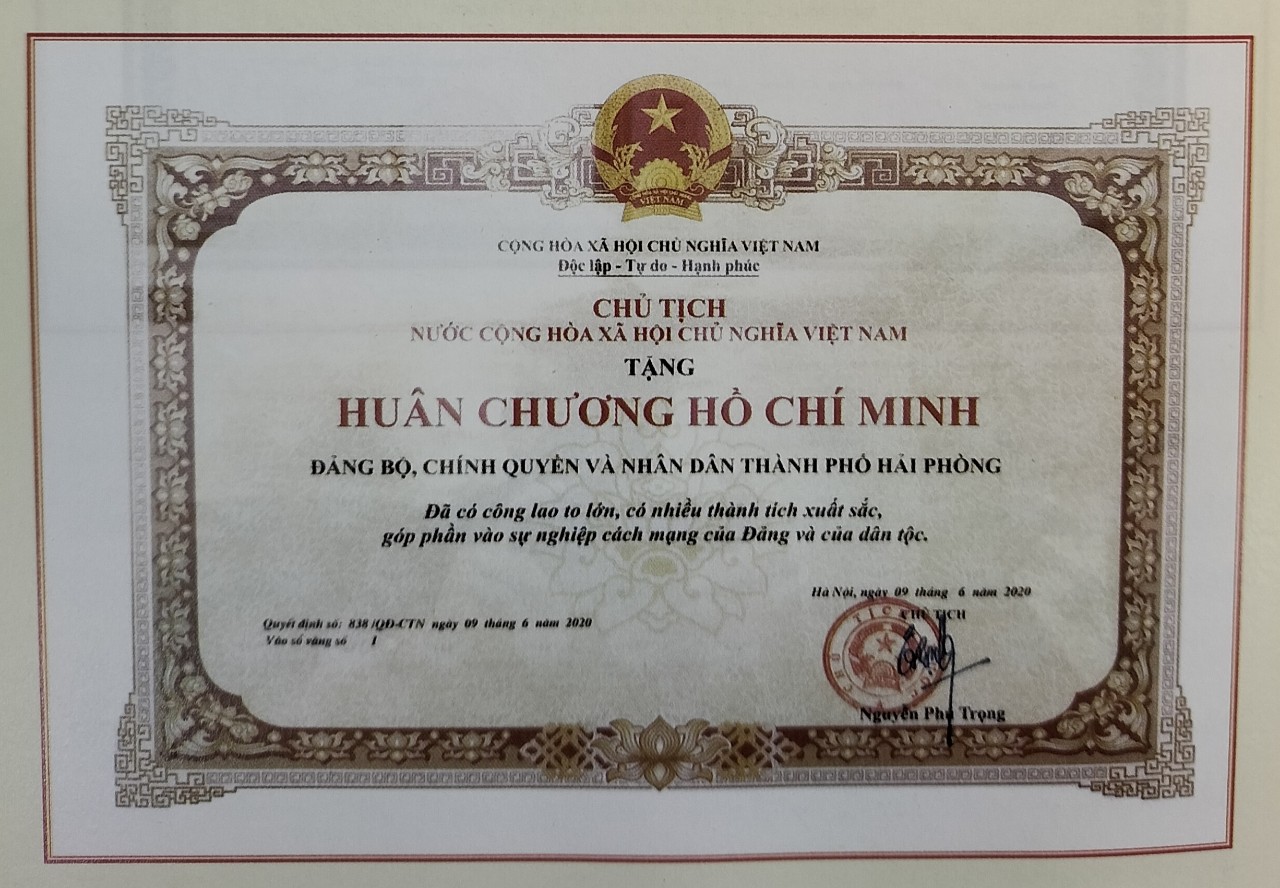 VIỆT NAM
CỘNG HÒA XÃ HỘI CHỦ NGHĨA VIỆT NAM
Độc lập - Tự do - Hạnh phúc
CHỦ TỊCH
NƯỚC CỘNG HÒA XÃ HỘI CHỦ NGHĨA VIỆT NAM
TẶNG
HUÂN CHƯƠNG HỒ CHÍ MINH
ĐẢNG BỘ, CHÍNH QUYỀN VÀ NHÂN DÂN THÀNH PHỐ HẢI PHÒNG
Đã có công lao to lớn, có nhiều thành tích xuất sắc,
góp phần vào sự nghiệp cách mạng của Đảng và của dân tộc.
Hà Nội, ngày 09 tháng 6 năm 2020
CHỦ TỊCH
Quyết định số: 838 /QĐ-CTN ngày 09 tháng 6 năm 2020
Vào sổ vàng số 1
Nguyễn Phú Trọng